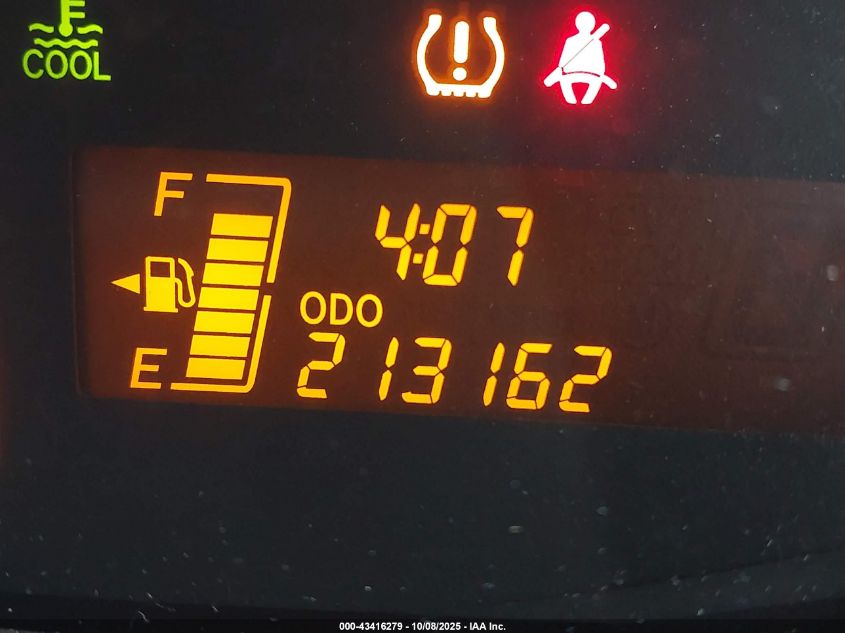 COOL
F
4:07
ODO
E
213162
000-43416279 - 10/08/2025 - IAA Inc.